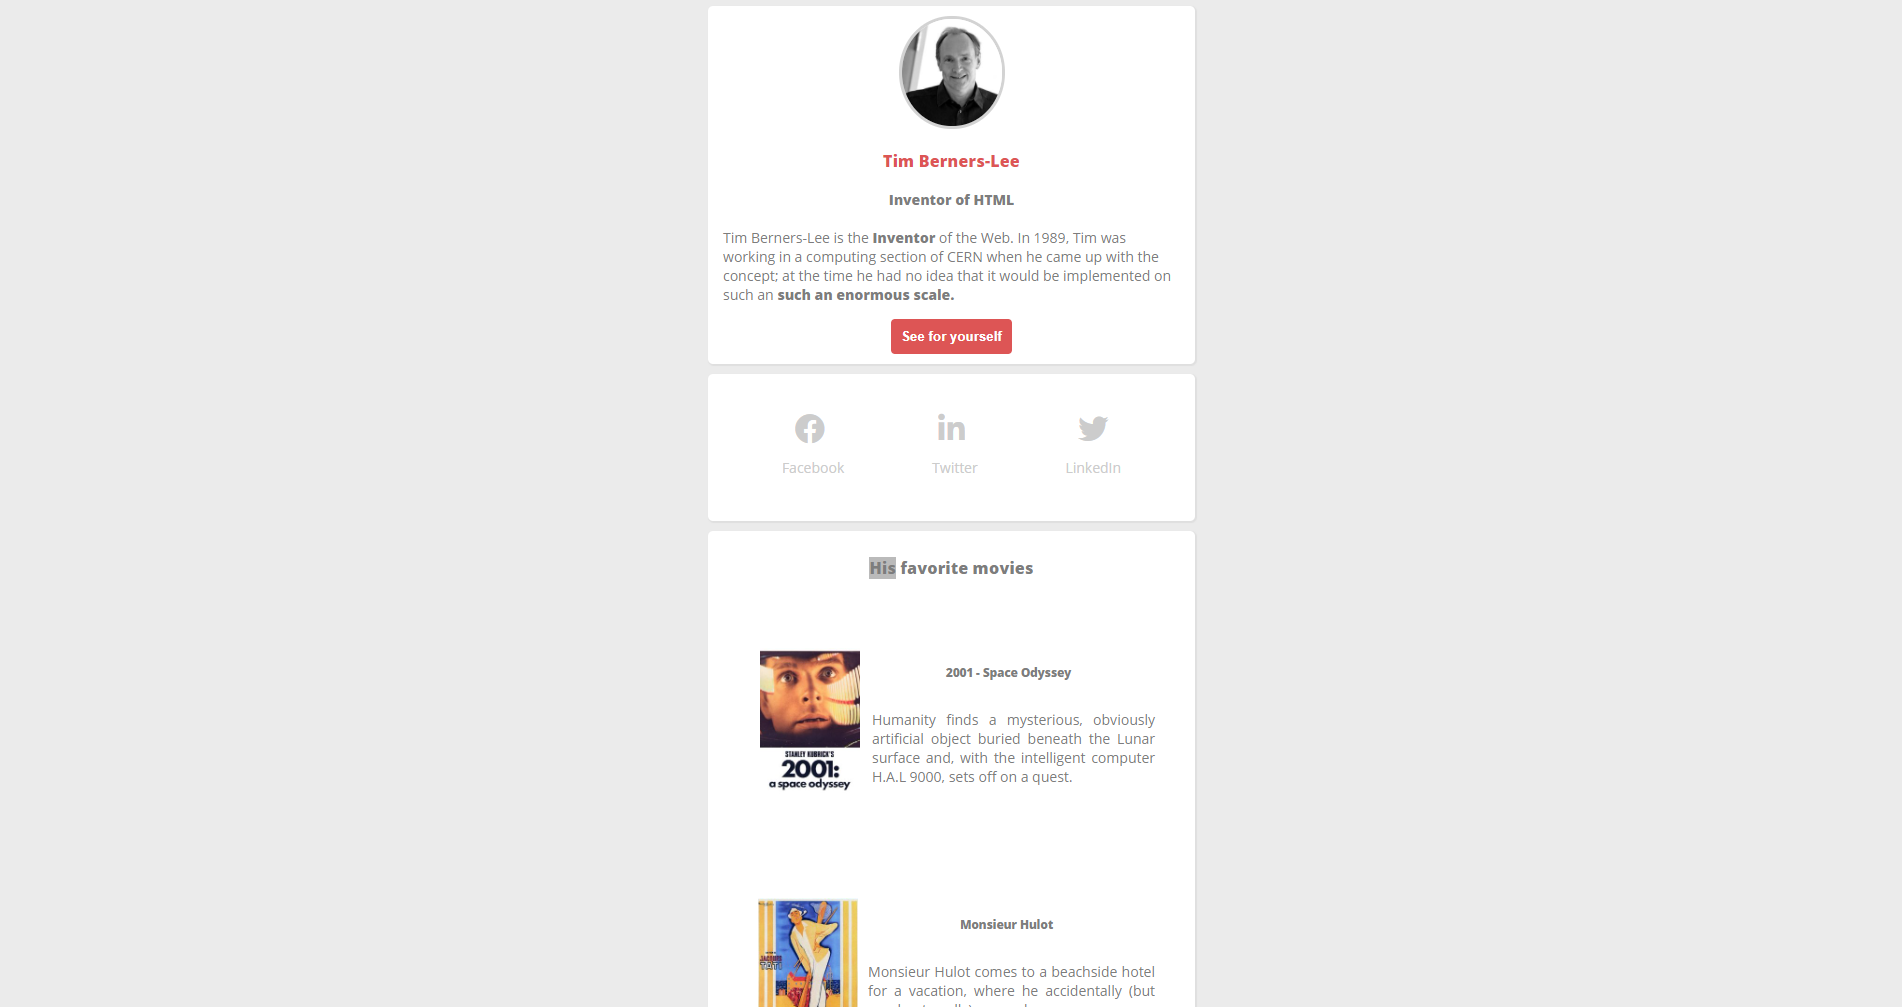 Tim Berners-Lee
Inventor of HTML
Tim Berners-Lee is the Inventor of the Web. In 1989, Tim was
working in a computing section of CERN when he came up with the
concept; at the time he had no idea that it would be implemented on
such an such an enormous scale.
See for yourself
Facebook
Twitter
LinkedIn
His favorite movies
2001 - Space Odyssey
Humanity finds a mysterious, obviously
artificial object buried beneath the Lunar
surface and, with the intelligent computer
H.A.L 9000, sets off on a quest.
STANLEY KUBRICK'S
2001:
a space odyssey
Monsieur Hulot
JACQUES
TATI
Monsieur Hulot comes to a beachside hotel
for a vacation, where he accidentally (but